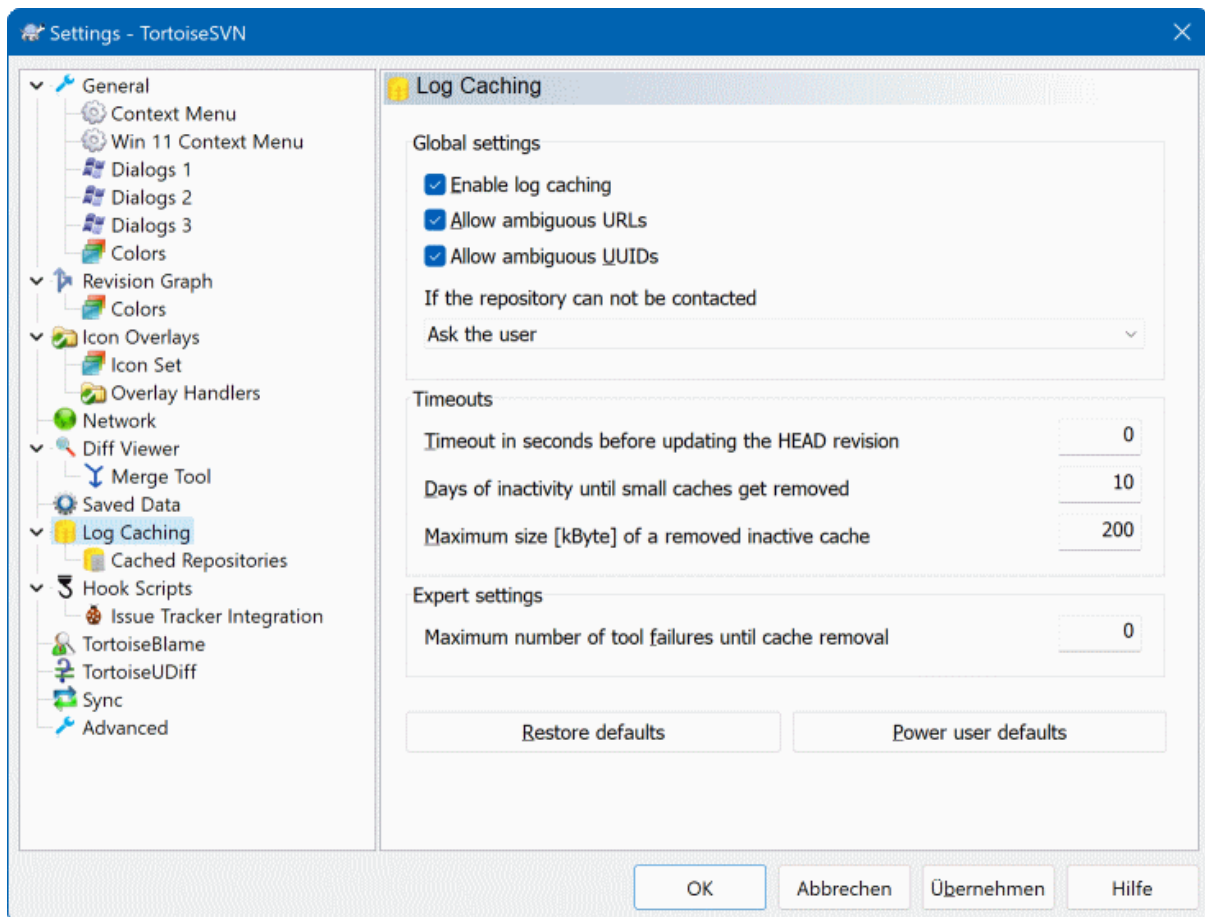 Settings - TortoiseSVN
General
Context Menu
Win 11 Context Menu
Dialogs 1
Dialogs 2
Dialogs 3
Colors
Revision Graph
Colors
Icon Overlays
Icon Set
Overlay Handlers
Network
Diff Viewer
Merge Tool
Saved Data
Log Caching
Cached Repositories
Hook Scripts
Issue Tracker Integration
TortoiseBlame
TortoiseUDiff
Sync
Advanced
Log Caching
Global settings
Enable log caching
Allow ambiguous URLs
Allow ambiguous UUIDs
If the repository can not be contacted
Ask the user
Timeouts
Timeout in seconds before updating the HEAD revision 0
Days of inactivity until small caches get removed 10
Maximum size [kByte] of a removed inactive cache 200
Expert settings
Maximum number of tool failures until cache removal 0
Restore defaults Power user defaults
OK Abbrechen Übernehmen Hilfe